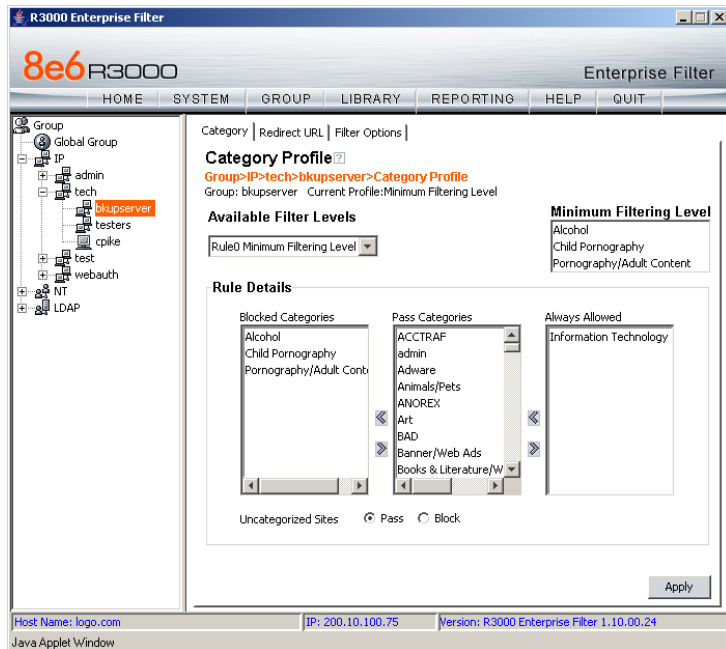 R3000 Enterprise Filter
8e6 R3000
Enterprise Filter
HOME SYSTEM GROUP LIBRARY REPORTING HELP QUIT
Group
Global Group
IP
admin
tech
bkupserver
testers
cpike
test
webauth
NT
LDAP
Category Redirect URL Filter Options
Category Profile?
Group>IP>tech>bkupserver>Category Profile
Group: bkupserver Current Profile:Minimum Filtering Level
Available Filter Levels
Rule0 Minimum Filtering Level
Minimum Filtering Level
Alcohol
Child Pornography
Pornography/Adult Content
Rule Details
Blocked Categories
Alcohol
Child Pornography
Pornography/Adult Cont
Pass Categories
ACCTRAF
admin
Adware
Animals/Pets
ANOREX
Art
BAD
Banner/Web Ads
Books & Literature/W
Always Allowed
Information Technology
Uncategorized Sites Pass Block
Apply
Host Name: logo.com IP: 200.10.100.75 Version: R3000 Enterprise Filter 1.10.00.24
Java Applet Window